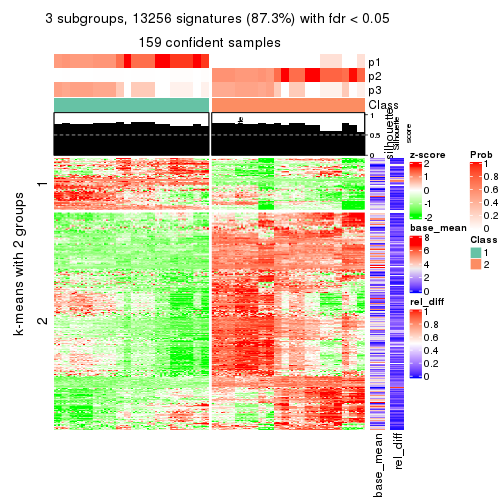 3 subgroups, 13256 signatures (87.3%) with fdr < 0.05
159 confident samples
p1
p2
p3
Class
1
0.5
0
silhouette
silhouette
score
k-means with 2 groups
1
2
base_mean
rel_diff
z-score
2
1
0
-1
-2
base_mean
8
6
4
2
0
rel_diff
1
0.8
0.6
0.4
0.2
0
Prob
1
0.8
0.6
0.4
0.2
0
Class
1
2